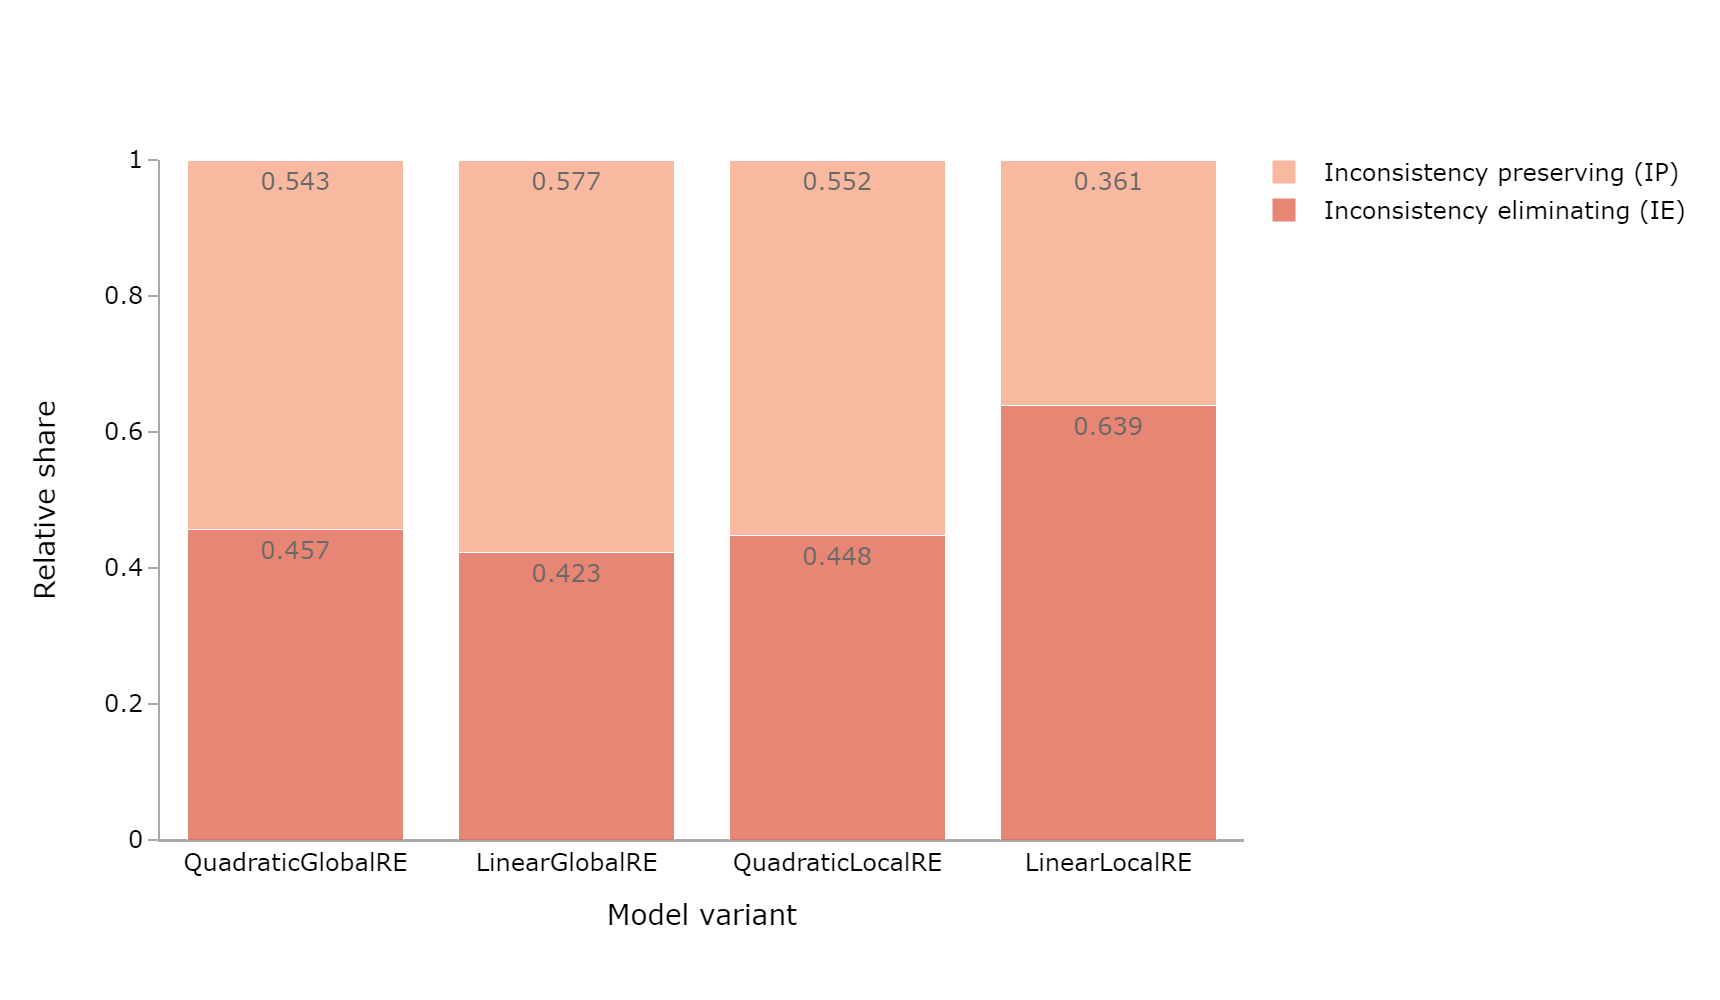 Inconsistency preserving (IP)
Inconsistency eliminating (IE)
Relative share
1
0.8
0.6
0.4
0.2
0
0.543
0.577
0.552
0.361
0.457
0.423
0.448
0.639
QuadraticGlobalRE
LinearGlobalRE
QuadraticLocalRE
LinearLocalRE
Model variant